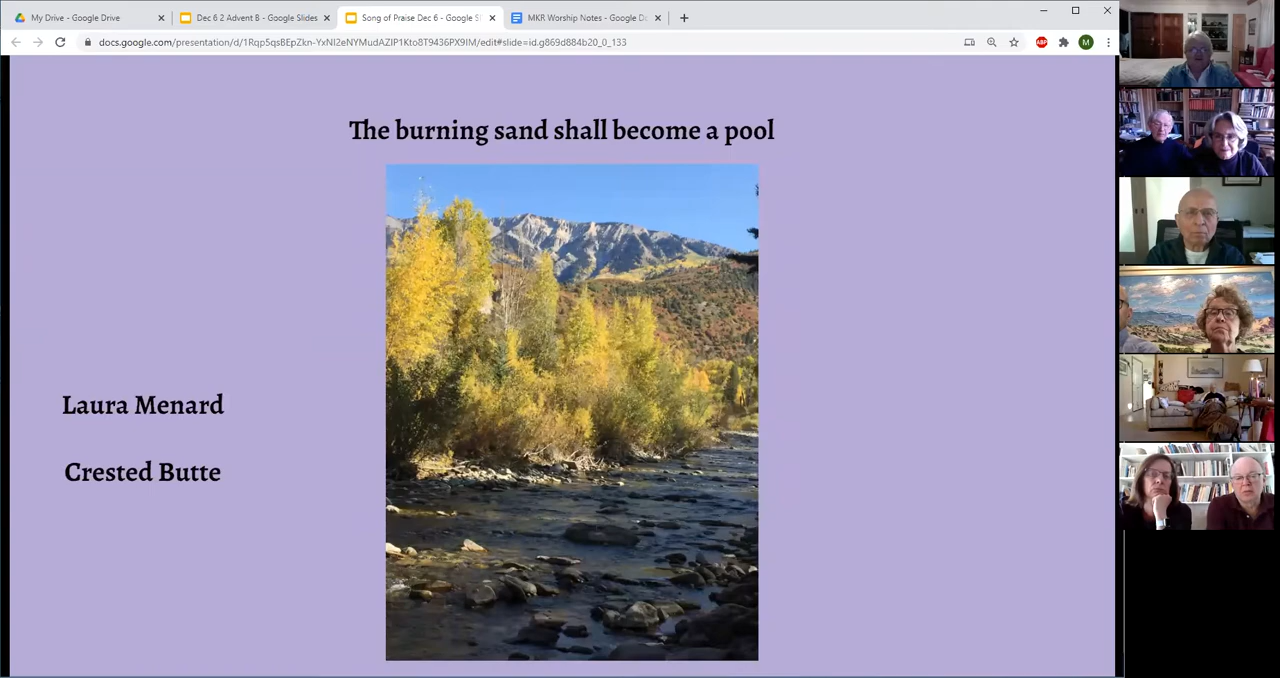 My Drive - Google Drive
Dec 6 2 Advent B - Google Slides
Song of Praise Dec 6 - Google Sl
MKR Worship Notes - Google Do
docs.google.com/presentation/d/1Rqp5qsBEpZkn-YxNI2eNYMudAZIP1Kto8T9436PX9IM/edit#slide=id.g869d884b20_0_133
ABP
M
The burning sand shall become a pool
Laura Menard
Crested Butte